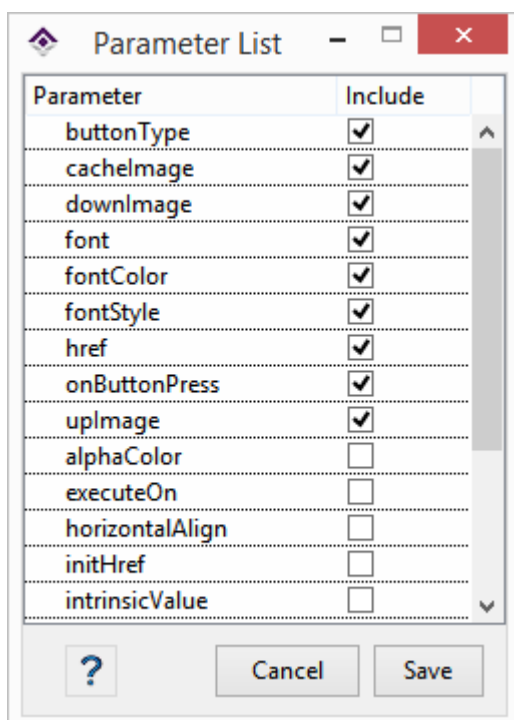 Parameter List
Parameter Include
buttonType
cacheImage
downImage
font
fontColor
fontStyle
href
onButtonPress
upImage
alphaColor
executeOn
horizontalAlign
initHref
intrinsicValue
? Cancel Save